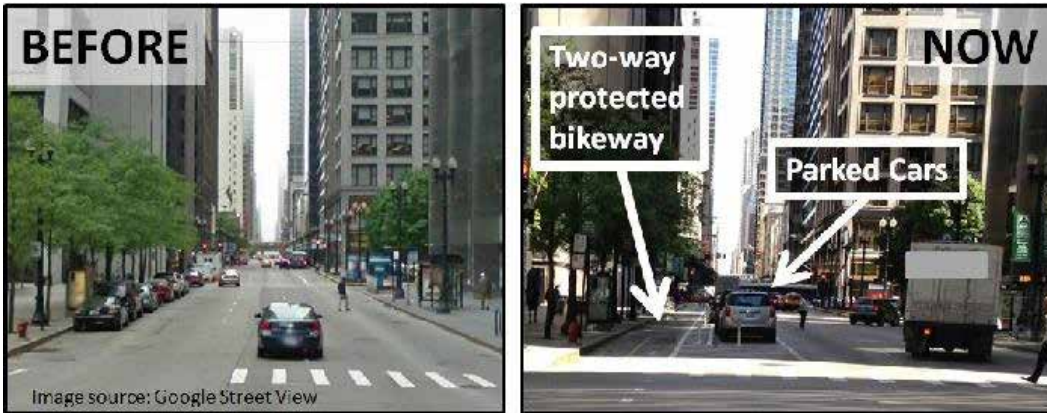 BEFORE
Image source: Google Street View
NOW
Two-way
protected
bikeway
Parked Cars